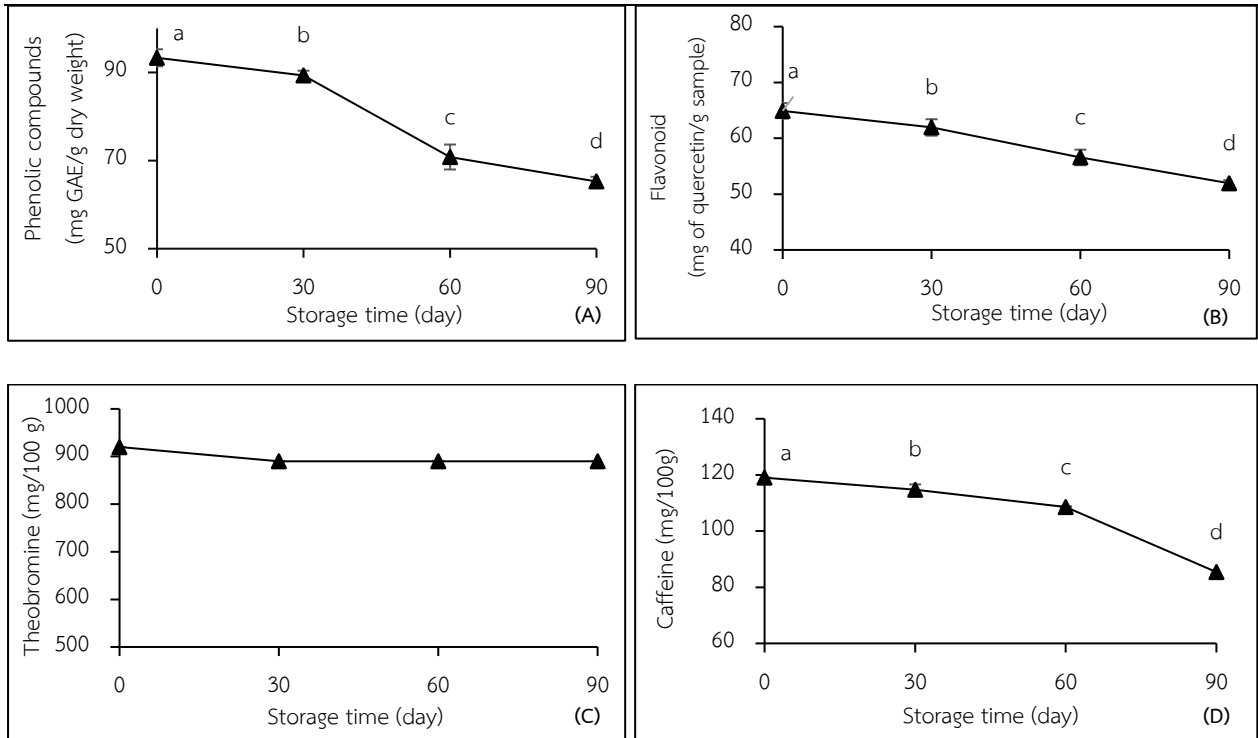 Phenolic compounds
(mg GAE/g dry weight)
90
70
50
a
b
c
d
0
30
60
90
Storage time (day)
(A)
Flavonoid
(mg of quercetin/g sample)
80
70
60
50
40
a
b
c
d
0
30
60
90
Storage time (day)
(B)
Theobromine (mg/100 g)
1000
900
800
700
600
500
0
30
60
90
Storage time (day)
(C)
Caffeine (mg/100g)
140
120
100
80
60
a
b
c
d
0
30
60
90
Storage time (day)
(D)